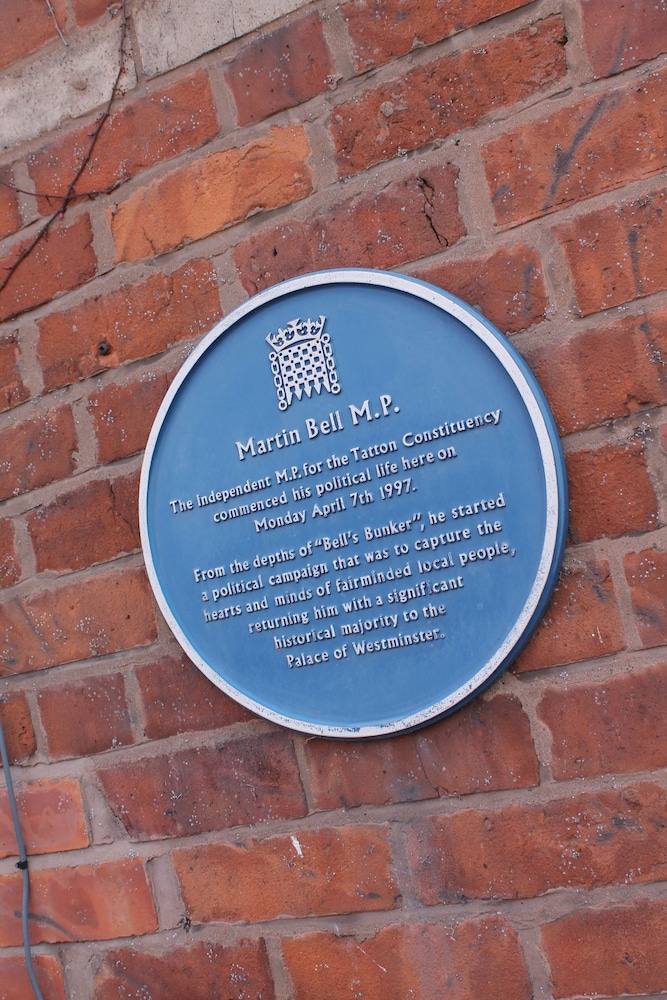 Martin Bell M.P.
The Independent M.P. for the Tatton Constituency
commenced his political life here on
Monday April 7th 1997.
From the depths of "Bell's Bunker", he started
a political campaign that was to capture the
hearts and minds of fairminded local people,
returning him with a significant
historical majority to the
Palace of Westminster.